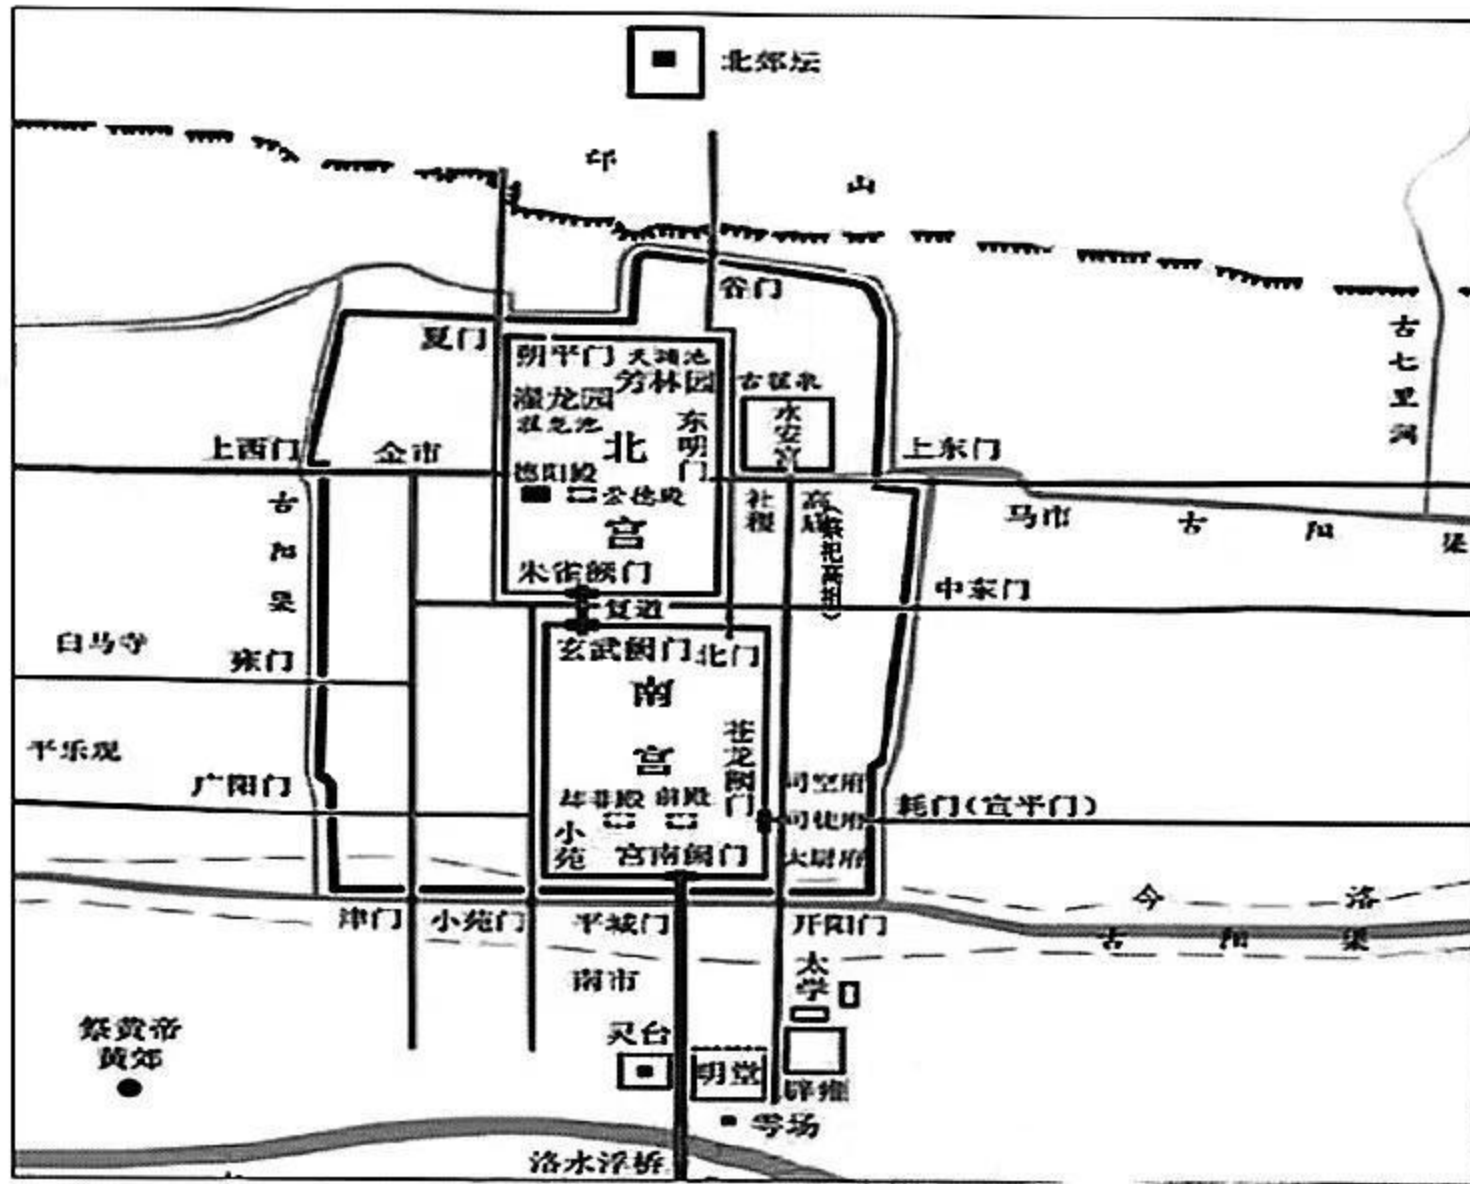 北郊坛
邙山
谷门
夏门
朔平门
天渊池
芳林园
濯龙园
濯龙池
东明门
北宫
德阳殿
朱雀阙门
复道
永安宫
上西门
金市
上东门
古七里涧
社稷
马市
古阳渠
古阳渠
中东门
白马寺
雍门
玄武阙门
北门
南宫
苍龙阙门
平乐观
广阳门
却非殿
前殿
小苑
宫南阙门
司空府
司徒府
太尉府
耗门(宣平门)
津门
小苑门
平城门
开阳门
今洛
古阳渠
南市
太学
祭黄帝
黄郊
灵台
明堂
辟雍
雩场
洛水浮桥